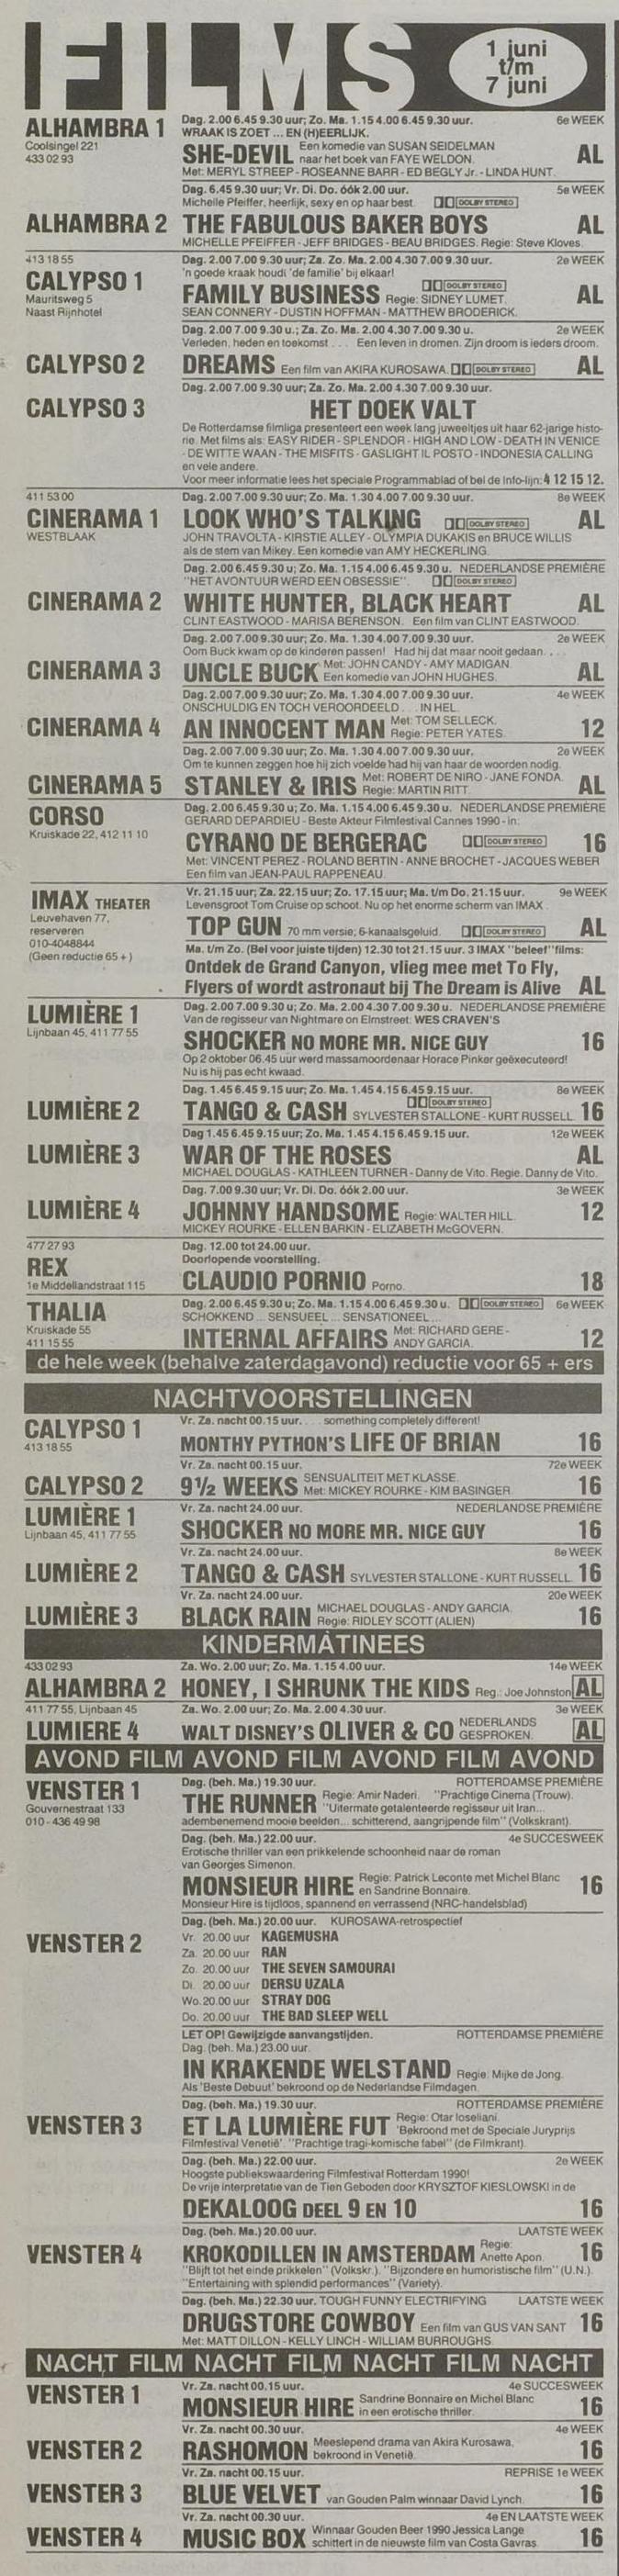 FILMS
1 juni
t/m
7 juni
ALHAMBRA 1
Coolsingel 221
433 02 93
Dag. 2.00 6.45 9.30 uur; Zo. Ma. 1.15 4.00 6.45 9.30 uur. 6e WEEK
WRAAK IS ZOET ... EN (H)EERLIJK.
SHE-DEVIL Een komedie van SUSAN SEIDELMAN
naar het boek van FAYE WELDON. AL
Met: MERYL STREEP - ROSEANNE BARR - ED BEGLY Jr. - LINDA HUNT.
Dag. 6.45 9.30 uur; Vr. Di. Do. óók 2.00 uur. 5e WEEK
Michelle Pfeiffer, heerlijk, sexy en op haar best. DOLBY STEREO
ALHAMBRA 2 THE FABULOUS BAKER BOYS AL
MICHELLE PFEIFFER - JEFF BRIDGES - BEAU BRIDGES. Regie: Steve Kloves.
413 18 55
CALYPSO 1
Mauritsweg 5
Naast Rijnhotel
Dag. 2.00 7.00 9.30 uur; Za. Zo. Ma. 2.00 4.30 7.00 9.30 uur. 2e WEEK
'n goede kraak houdt 'de familie' bij elkaar! DOLBY STEREO
FAMILY BUSINESS Regie: SIDNEY LUMET. AL
SEAN CONNERY - DUSTIN HOFFMAN - MATTHEW BRODERICK.
Dag. 2.00 7.00 9.30 u.; Za. Zo. Ma. 2.00 4.30 7.00 9.30 u. 2e WEEK
Verleden, heden en toekomst . . . Een leven in dromen. Zijn droom is ieders droom.
CALYPSO 2 DREAMS Een film van AKIRA KUROSAWA. DOLBY STEREO AL
Dag. 2.00 7.00 9.30 uur; Za. Zo. Ma. 2.00 4.30 7.00 9.30 uur.
CALYPSO 3 HET DOEK VALT
De Rotterdamse filmliga presenteert een week lang juweeltjes uit haar 62-jarige histo-
rie. Met films als: EASY RIDER - SPLENDOR - HIGH AND LOW - DEATH IN VENICE
- DE WITTE WAAN - THE MISFITS - GASLIGHT IL POSTO - INDONESIA CALLING
en vele andere.
Voor meer informatie lees het speciale Programmablad of bel de Info-lijn: 4 12 15 12.
411 53 00
CINERAMA 1
WESTBLAAK
Dag. 2.00 7.00 9.30 uur; Zo. Ma. 1.30 4.00 7.00 9.30 uur. 8e WEEK
LOOK WHO'S TALKING DOLBY STEREO AL
JOHN TRAVOLTA - KIRSTIE ALLEY - OLYMPIA DUKAKIS en BRUCE WILLIS
als de stem van Mikey. Een komedie van AMY HECKERLING.
Dag. 2.00 6.45 9.30 u; Zo. Ma. 1.15 4.00 6.45 9.30 u. NEDERLANDSE PREMIÈRE
"HET AVONTUUR WERD EEN OBSESSIE". DOLBY STEREO
CINERAMA 2 WHITE HUNTER, BLACK HEART AL
CLINT EASTWOOD - MARISA BERENSON. Een film van CLINT EASTWOOD.
Dag. 2.00 7.00 9.30 uur; Zo. Ma. 1.30 4.00 7.00 9.30 uur. 2e WEEK
Oom Buck kwam op de kinderen passen! Had hij dat maar nooit gedaan. . . .
CINERAMA 3 UNCLE BUCK Met: JOHN CANDY - AMY MADIGAN.
Een komedie van JOHN HUGHES. AL
Dag. 2.00 7.00 9.30 uur; Zo. Ma. 1.30 4.00 7.00 9.30 uur. 4e WEEK
ONSCHULDIG EN TOCH VEROORDEELD . . . IN HEL.
CINERAMA 4 AN INNOCENT MAN Met: TOM SELLECK.
Regie: PETER YATES. 12
Dag. 2.00 7.00 9.30 uur; Zo. Ma. 1.30 4.00 7.00 9.30 uur. 2e WEEK
Om te kunnen zeggen hoe hij zich voelde had hij van haar de woorden nodig.
CINERAMA 5 STANLEY & IRIS Met: ROBERT DE NIRO - JANE FONDA.
Regie: MARTIN RITT. AL
CORSO
Kruiskade 22, 412 11 10
Dag. 2.00 6.45 9.30 u; Zo. Ma. 1.15 4.00 6.45 9.30 u. NEDERLANDSE PREMIÈRE
GERARD DEPARDIEU - Beste Akteur Filmfestival Cannes 1990 - in:
CYRANO DE BERGERAC DOLBY STEREO 16
Met: VINCENT PEREZ - ROLAND BERTIN - ANNE BROCHET - JACQUES WEBER
Een film van JEAN-PAUL RAPPENEAU.
IMAX THEATER
Leuvehaven 77,
reserveren
010-4048844
(Geen reductie 65 +)
Vr. 21.15 uur; Za. 22.15 uur; Zo. 17.15 uur; Ma. t/m Do. 21.15 uur. 9e WEEK
Levensgroot Tom Cruise op schoot. Nu op het enorme scherm van IMAX.
TOP GUN 70 mm versie; 6-kanaalsgeluid. DOLBY STEREO AL
Ma. t/m Zo. (Bel voor juiste tijden) 12.30 tot 21.15 uur. 3 IMAX "beleef" films:
Ontdek de Grand Canyon, vlieg mee met To Fly,
Flyers of wordt astronaut bij The Dream is Alive AL
LUMIÈRE 1
Lijnbaan 45, 411 77 55
Dag. 2.00 7.00 9.30 u; Zo. Ma. 2.00 4.30 7.00 9.30 u. NEDERLANDSE PREMIÈRE
Van de regisseur van Nightmare on Elmstreet: WES CRAVEN'S
SHOCKER NO MORE MR. NICE GUY 16
Op 2 oktober 06.45 uur werd massamoordenaar Horace Pinker geëxecuteerd!
Nu is hij pas echt kwaad.
Dag. 1.45 6.45 9.15 uur; Zo. Ma. 1.45 4.15 6.45 9.15 uur. 8e WEEK
DOLBY STEREO
LUMIÈRE 2 TANGO & CASH SYLVESTER STALLONE - KURT RUSSELL. 16
Dag 1.45 6.45 9.15 uur; Zo. Ma. 1.45 4.15 6.45 9.15 uur. 12e WEEK
LUMIÈRE 3 WAR OF THE ROSES AL
MICHAEL DOUGLAS - KATHLEEN TURNER - Danny de Vito. Regie. Danny de Vito.
Dag. 7.00 9.30 uur; Vr. Di. Do. óók 2.00 uur. 3e WEEK
LUMIÈRE 4 JOHNNY HANDSOME Regie: WALTER HILL. 12
MICKEY ROURKE - ELLEN BARKIN - ELIZABETH McGOVERN.
477 27 93
REX
1e Middellandstraat 115
Dag. 12.00 tot 24.00 uur.
Doorlopende voorstelling.
CLAUDIO PORNIO Porno. 18
THALIA
Kruiskade 55
411 15 55
Dag. 2.00 6.45 9.30 u; Zo. Ma. 1.15 4.00 6.45 9.30 u. DOLBY STEREO 6e WEEK
SCHOKKEND ... SENSUEEL ... SENSATIONEEL ...
INTERNAL AFFAIRS Met: RICHARD GERE -
ANDY GARCIA. 12
de hele week (behalve zaterdagavond) reductie voor 65 + ers
NACHTVOORSTELLINGEN
CALYPSO 1
413 18 55
Vr. Za. nacht 00.15 uur. . . . something completely different!
MONTHY PYTHON'S LIFE OF BRIAN 16
Vr. Za. nacht 00.15 uur. 72e WEEK
CALYPSO 2 9½ WEEKS SENSUALITEIT MET KLASSE.
Met: MICKEY ROURKE - KIM BASINGER. 16
LUMIÈRE 1
Lijnbaan 45, 411 77 55
Vr. Za. nacht 24.00 uur. NEDERLANDSE PREMIÈRE
SHOCKER NO MORE MR. NICE GUY 16
Vr. Za. nacht 24.00 uur. 8e WEEK
LUMIÈRE 2 TANGO & CASH SYLVESTER STALLONE - KURT RUSSELL. 16
Vr. Za. nacht 24.00 uur. 20e WEEK
LUMIÈRE 3 BLACK RAIN MICHAEL DOUGLAS - ANDY GARCIA.
Regie: RIDLEY SCOTT (ALIEN) 16
KINDERMATINEES
433 02 93
Za. Wo. 2.00 uur; Zo. Ma. 1.15 4.00 uur. 14e WEEK
ALHAMBRA 2 HONEY, I SHRUNK THE KIDS Reg.: Joe Johnston AL
411 77 55, Lijnbaan 45
Za. Wo. 2.00 uur; Zo. Ma. 2.00 4.30 uur. 3e WEEK
LUMIERE 4 WALT DISNEY'S OLIVER & CO NEDERLANDS
GESPROKEN. AL
AVOND FILM AVOND FILM AVOND FILM AVOND
VENSTER 1
Gouvernestraat 133
010 - 436 49 98
Dag. (beh. Ma.) 19.30 uur. ROTTERDAMSE PREMIÈRE
THE RUNNER Regie: Amir Naderi. "Prachtige Cinema (Trouw).
"Uitermate getalenteerde regisseur uit Iran...
adembenemend mooie beelden... schitterend, aangrijpende film" (Volkskrant).
Dag. (beh. Ma.) 22.00 uur. 4e SUCCESWEEK
Erotische thriller van een prikkelende schoonheid naar de roman
van Georges Simenon.
MONSIEUR HIRE Regie: Patrick Leconte met Michel Blanc
en Sandrine Bonnaire. 16
Monsieur Hire is tijdloos, spannend en verrassend (NRC-handelsblad)
Dag. (beh. Ma.) 20.00 uur. KUROSAWA-retrospectief
VENSTER 2
Vr. 20.00 uur KAGEMUSHA
Za. 20.00 uur RAN
Zo. 20.00 uur THE SEVEN SAMOURAI
Di. 20.00 uur DERSU UZALA
Wo. 20.00 uur STRAY DOG
Do. 20.00 uur THE BAD SLEEP WELL
LET OP! Gewijzigde aanvangstijden. ROTTERDAMSE PREMIÈRE
Dag. (beh. Ma.) 23.00 uur.
IN KRAKENDE WELSTAND Regie: Mijke de Jong.
Als 'Beste Debuut' bekroond op de Nederlandse Filmdagen.
Dag. (beh. Ma.) 19.30 uur. ROTTERDAMSE PREMIÈRE
VENSTER 3 ET LA LUMIÈRE FUT Regie: Otar Ioseliani.
'Bekroond met de Speciale Juryprijs
Filmfestival Venetië'. "Prachtige tragi-komische fabel" (de Filmkrant).
Dag. (beh. Ma.) 22.00 uur. 2e WEEK
Hoogste publiekswaardering Filmfestival Rotterdam 1990!
De vrije interpretatie van de Tien Geboden door KRYSZTOF KIESLOWSKI in de
DEKALOOG DEEL 9 EN 10 16
Dag. (beh. Ma.) 20.00 uur. LAATSTE WEEK
VENSTER 4 KROKODILLEN IN AMSTERDAM Regie:
Anette Apon. 16
"Blijft tot het einde prikkelen" (Volkskr.). "Bijzondere en humoristische film" (U.N.).
"Entertaining with splendid performances" (Variety).
Dag. (beh. Ma.) 22.30 uur. TOUGH FUNNY ELECTRIFYING LAATSTE WEEK
DRUGSTORE COWBOY Een film van GUS VAN SANT 16
Met: MATT DILLON - KELLY LINCH - WILLIAM BURROUGHS.
NACHT FILM NACHT FILM NACHT FILM NACHT
Vr. Za. nacht 00.15 uur. 4e SUCCESWEEK
VENSTER 1 MONSIEUR HIRE Sandrine Bonnaire en Michel Blanc
in een erotische thriller. 16
Vr. Za. nacht 00.30 uur. 4e WEEK
VENSTER 2 RASHOMON Meeslepend drama van Akira Kurosawa,
bekroond in Venetië. 16
Vr. Za. nacht 00.15 uur. REPRISE 1e WEEK
VENSTER 3 BLUE VELVET van Gouden Palm winnaar David Lynch. 16
Vr. Za. nacht 00.30 uur. 4e EN LAATSTE WEEK
VENSTER 4 MUSIC BOX Winnaar Gouden Beer 1990 Jessica Lange
schittert in de nieuwste film van Costa Gavras. 16